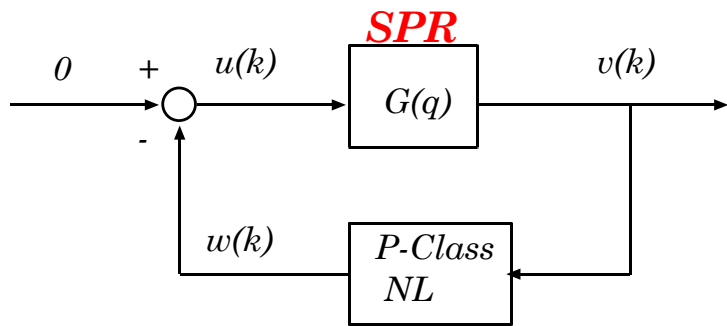 SPR
0
+
u(k)
v(k)
G(q)
-
w(k)
P-Class
NL